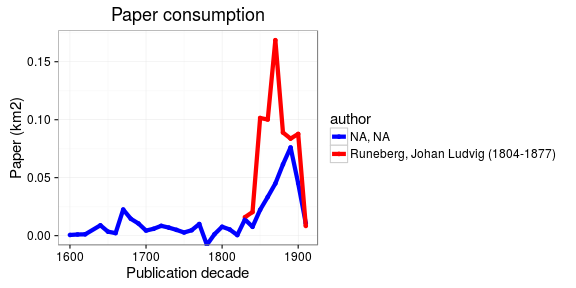 Paper consumption
Paper (km2)
0.15
0.10
0.05
0.00
1600 1700 1800 1900
Publication decade
author
NA, NA
Runeberg, Johan Ludvig (1804-1877)